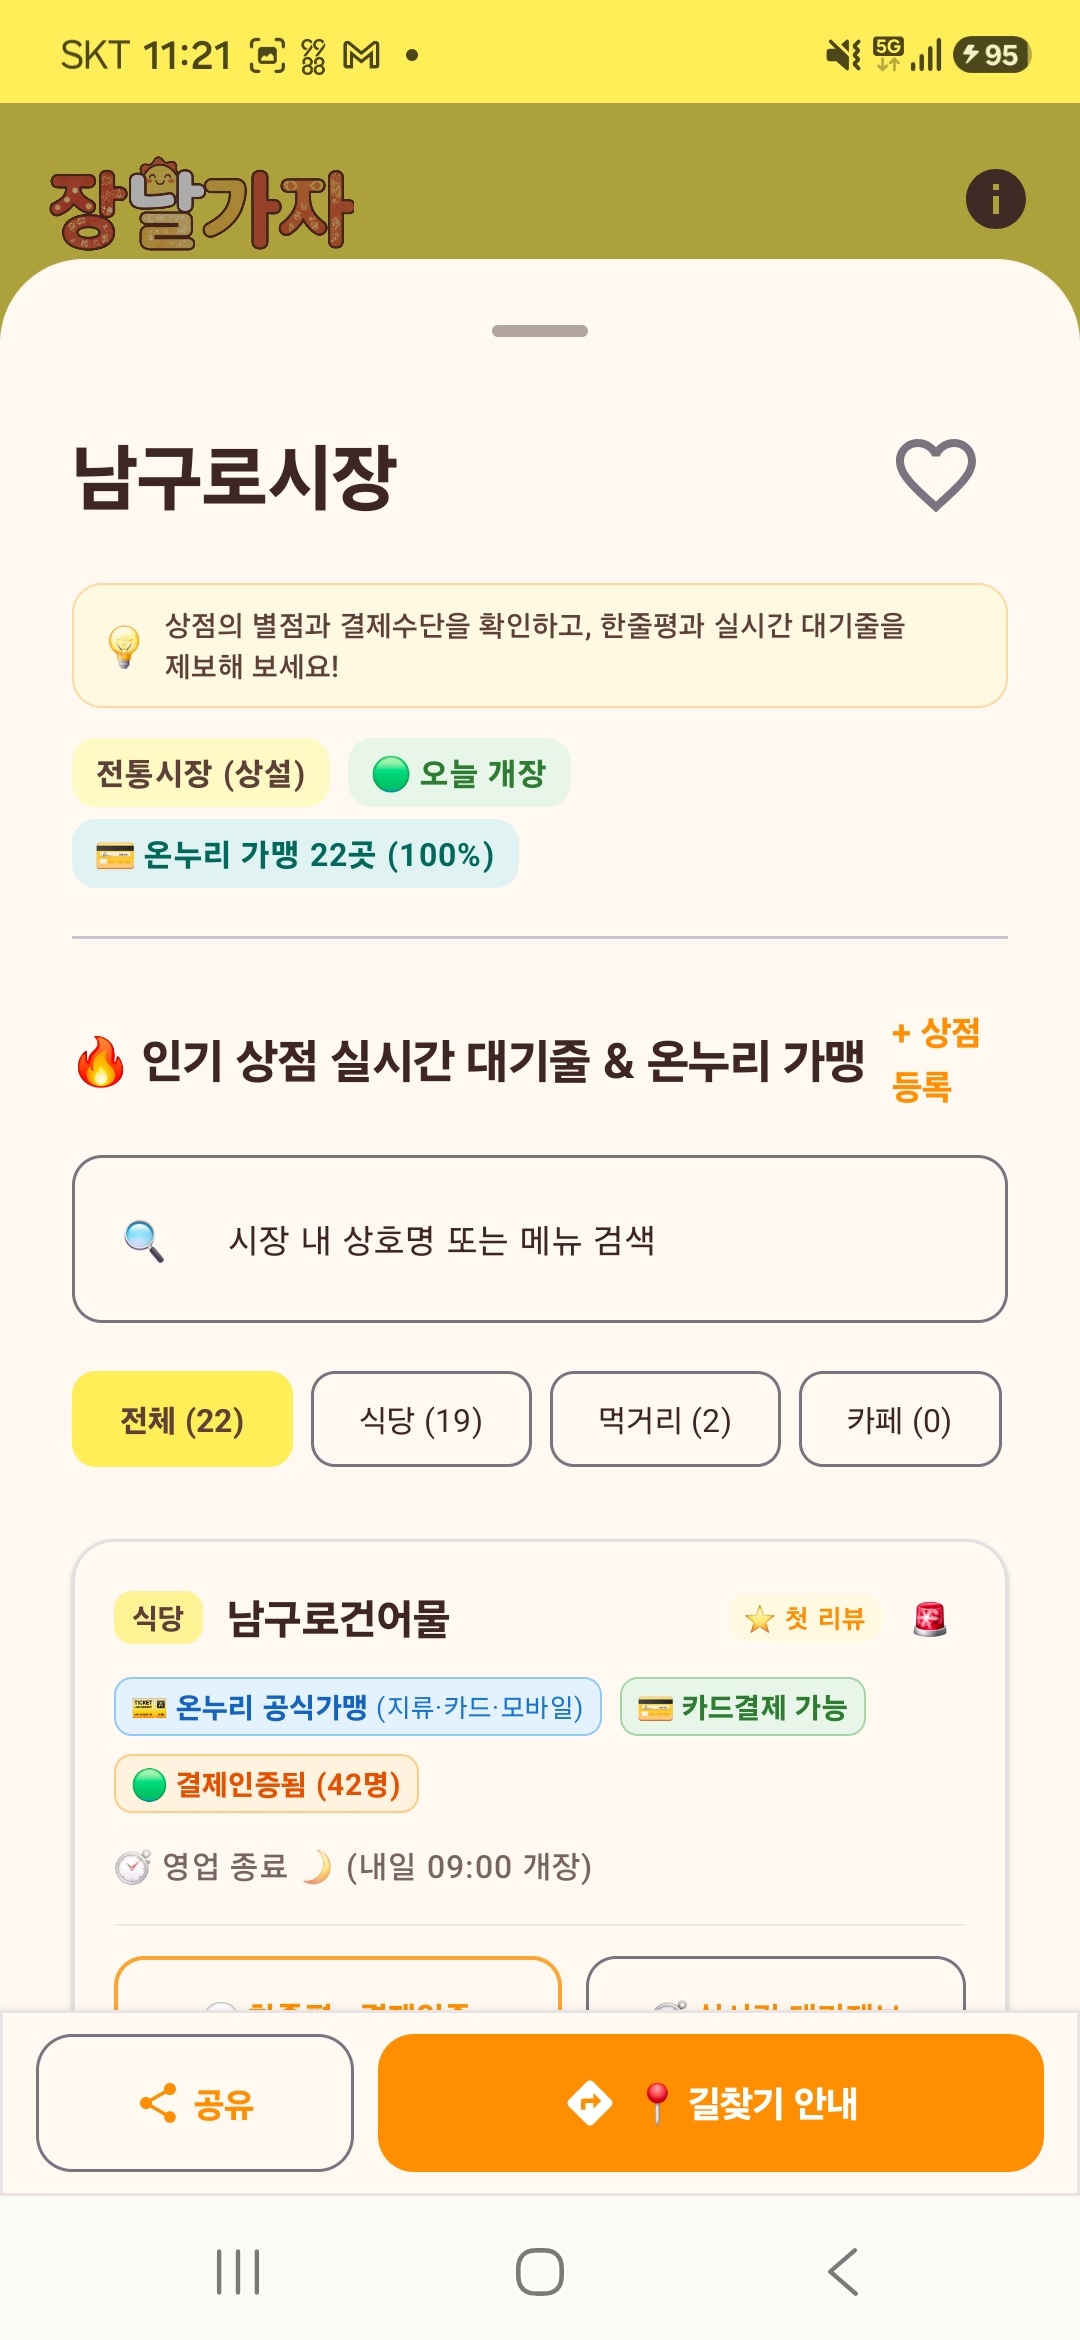 SKT 11:21
5G 95
장날가자
남구로시장
상점의 별점과 결제수단을 확인하고, 한줄평과 실시간 대기줄을
제보해 보세요!
전통시장 (상설) 오늘 개장
온누리 가맹 22곳 (100%)
인기 상점 실시간 대기줄 & 온누리 가맹
+ 상점
등록
시장 내 상호명 또는 메뉴 검색
전체 (22) 식당 (19) 먹거리 (2) 카페 (0)
식당 남구로건어물 첫 리뷰
온누리 공식가맹 (지류·카드·모바일) 카드결제 가능
결제인증됨 (42명)
영업 종료 (내일 09:00 개장)
공유 길찾기 안내